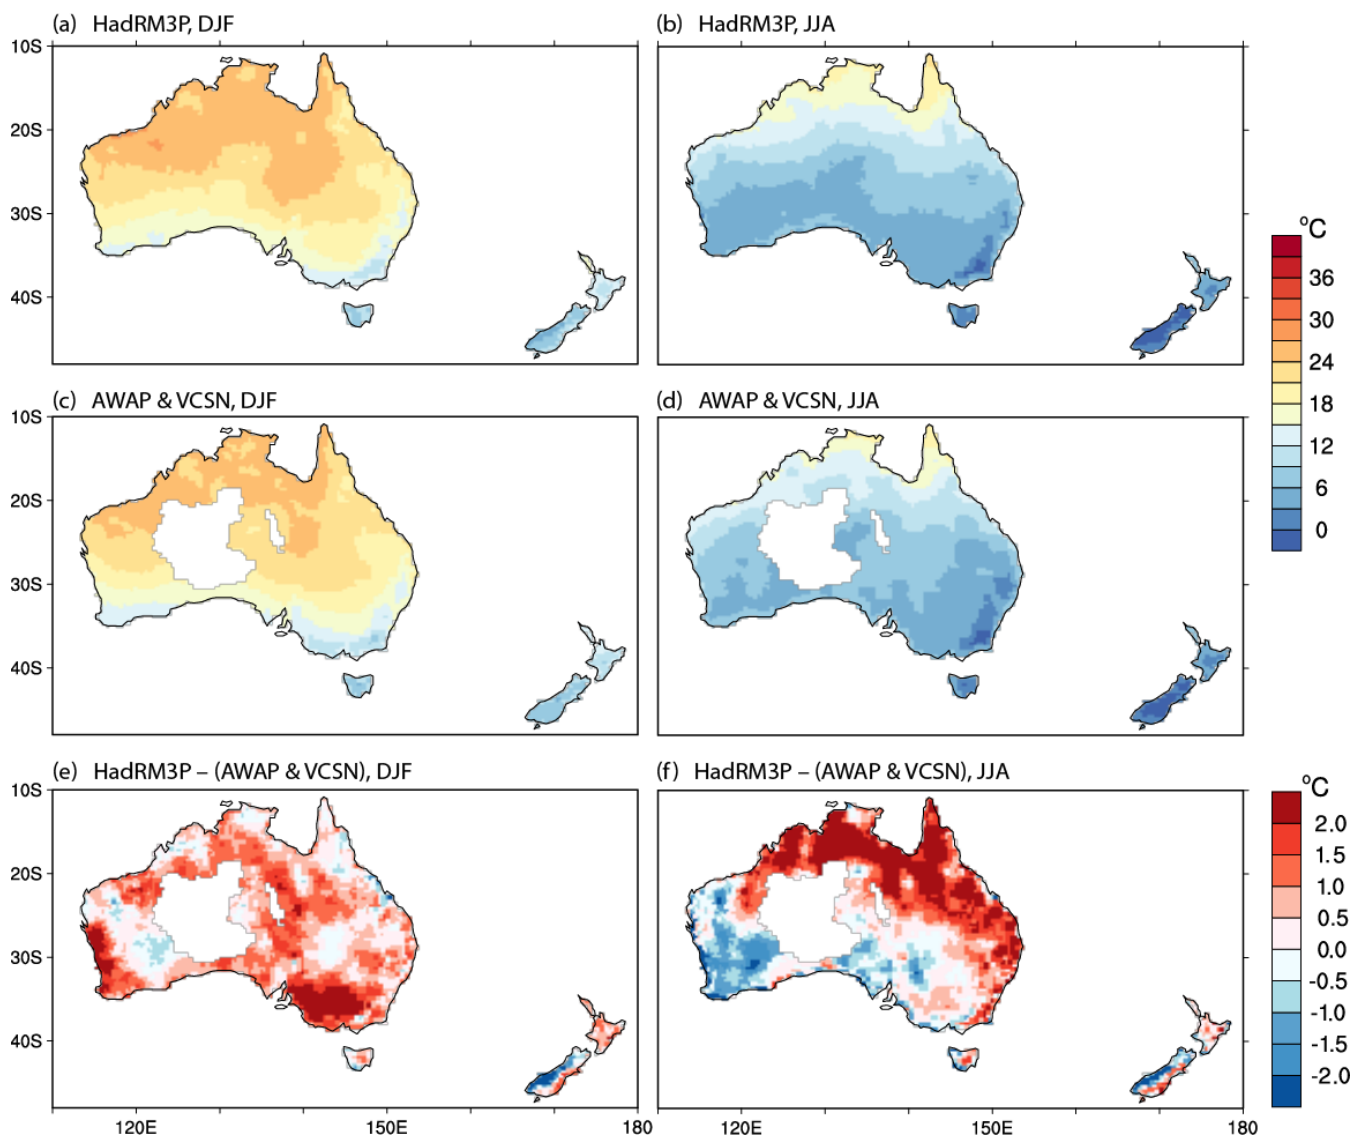 (a) HadRM3P, DJF
(b) HadRM3P, JJA
10S
20S
30S
40S
°C
36
30
24
18
12
6
0
(c) AWAP & VCSN, DJF
(d) AWAP & VCSN, JJA
10S
20S
30S
40S
(e) HadRM3P – (AWAP & VCSN), DJF
(f) HadRM3P – (AWAP & VCSN), JJA
10S
20S
30S
40S
°C
2.0
1.5
1.0
0.5
0.0
-0.5
-1.0
-1.5
-2.0
120E 150E 180 120E 150E 180